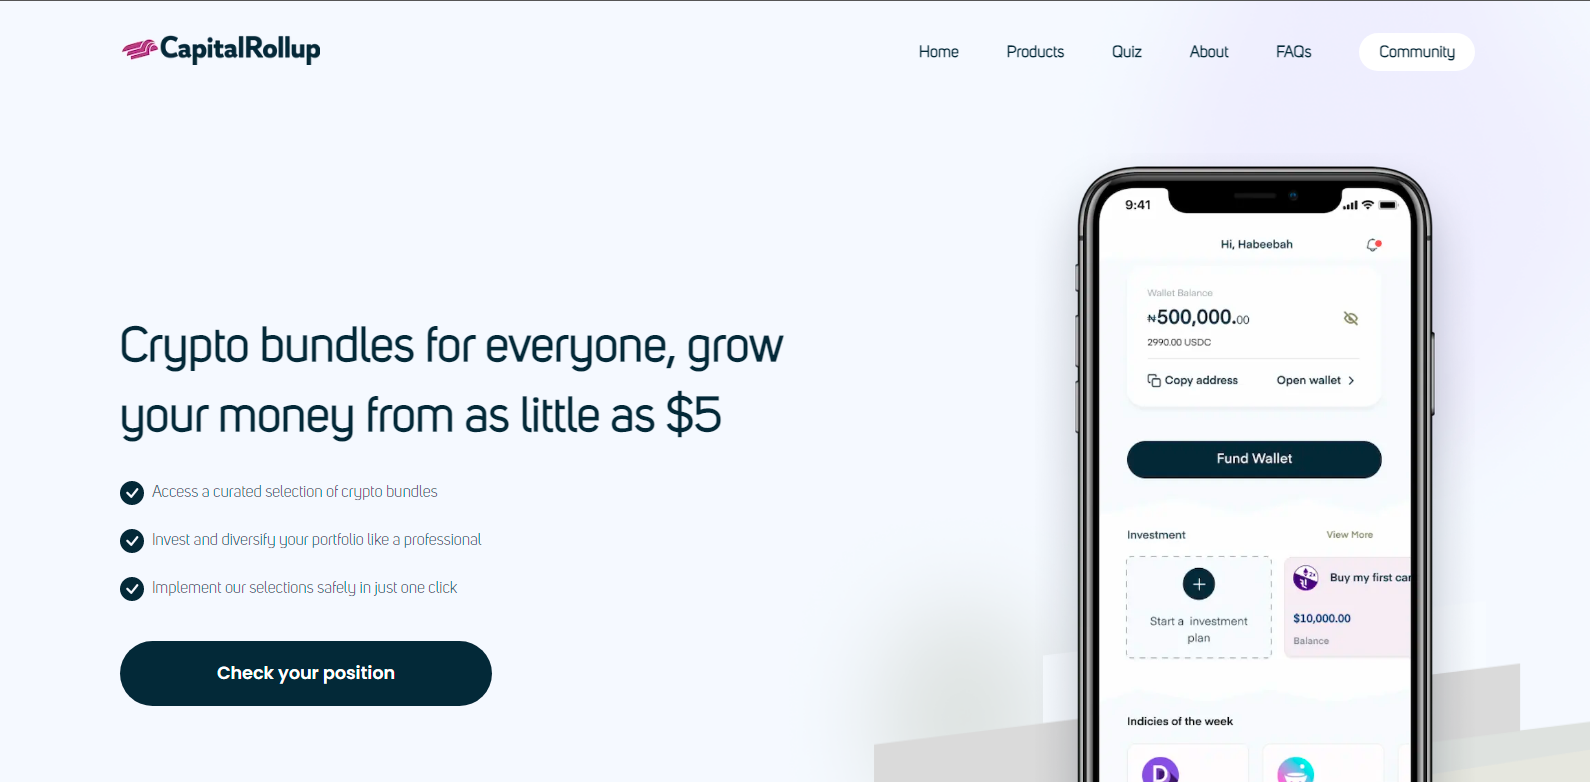 CapitalRollup
Home
Products
Quiz
About
FAQs
Community
Crypto bundles for everyone, grow
your money from as little as $5
Access a curated selection of crypto bundles
Invest and diversify your portfolio like a professional
Implement our selections safely in just one click
Check your position
9:41
Hi, Habeebah
Wallet Balance
₦500,000.00
2990.00 USDC
Copy address
Open wallet
Fund Wallet
Investment
View More
Start a investment
plan
2x
Buy my first car
$10,000.00
Balance
Indicies of the week
D